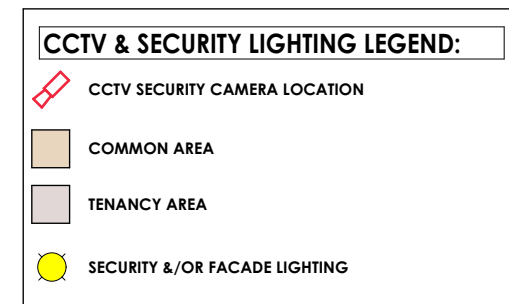 CCTV & SECURITY LIGHTING LEGEND:
CCTV SECURITY CAMERA LOCATION
COMMON AREA
TENANCY AREA
SECURITY &/OR FACADE LIGHTING